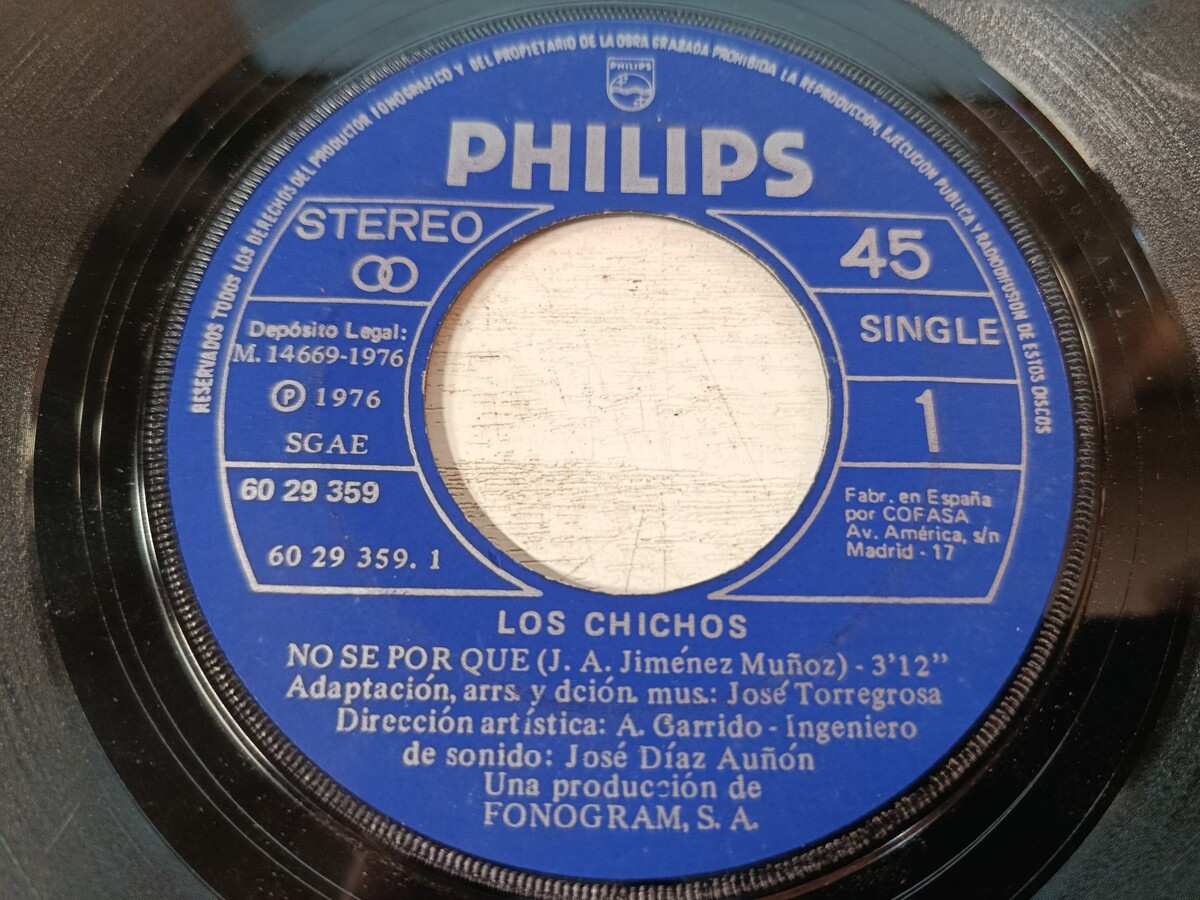 RESERVADOS TODOS LOS DERECHOS DEL PRODUCTOR FONOGRÁFICO Y DEL PROPIETARIO DE LA OBRA GRABADA PROHIBIDA LA REPRODUCCION, EJECUCION PUBLICA Y RADIODIFUSION DE ESTOS DISCOS
PHILIPS
PHILIPS
STEREO
Depósito Legal:
M. 14669-1976
Ⓟ 1976
SGAE
60 29 359
60 29 359. 1
45
SINGLE
1
Fabr. en España
por COFASA
Av. América, s/n
Madrid - 17
LOS CHICHOS
NO SE POR QUE (J. A. Jiménez Muñoz) - 3'12"
Adaptación, arrs. y dción. mus.: José Torregrosa
Dirección artística: A. Garrido - Ingeniero
de sonido: José Díaz Auñón
Una producción de
FONOGRAM, S. A.